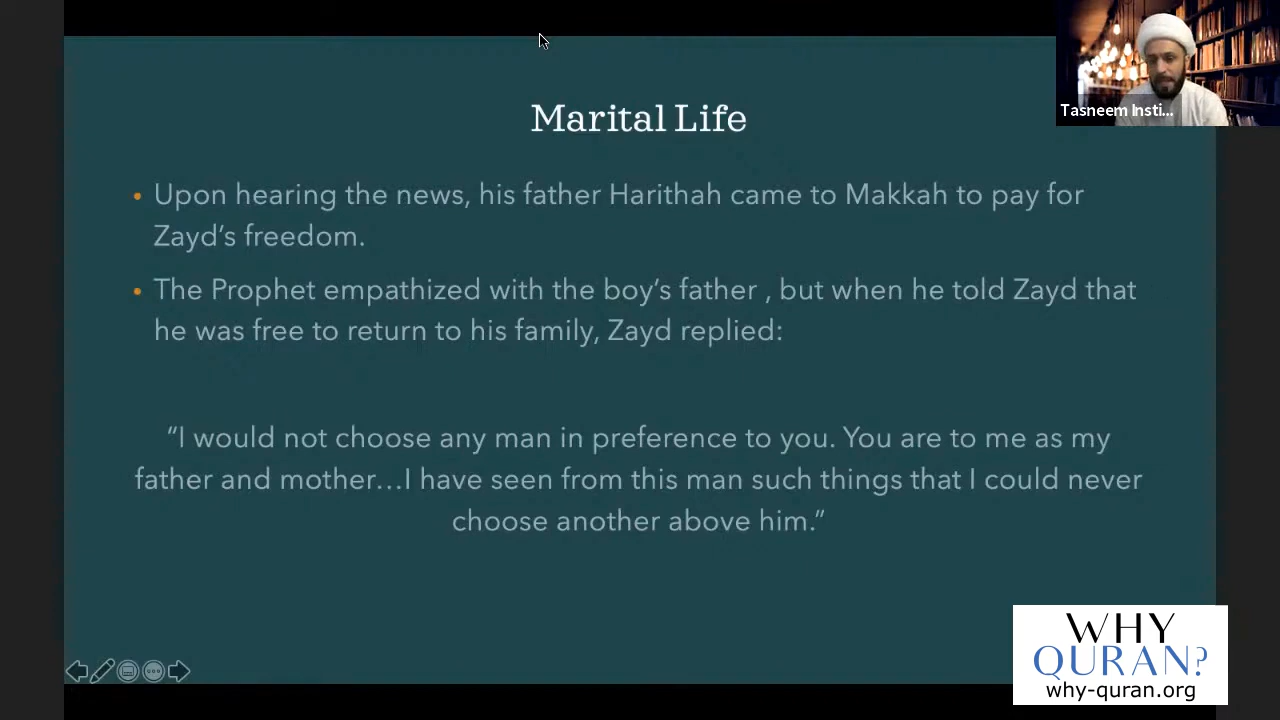 Tasneem Insti...
Marital Life
• Upon hearing the news, his father Harithah came to Makkah to pay for
Zayd’s freedom.
• The Prophet empathized with the boy’s father , but when he told Zayd that
he was free to return to his family, Zayd replied:
“I would not choose any man in preference to you. You are to me as my
father and mother…I have seen from this man such things that I could never
choose another above him.”
WHY
QURAN?
why-quran.org